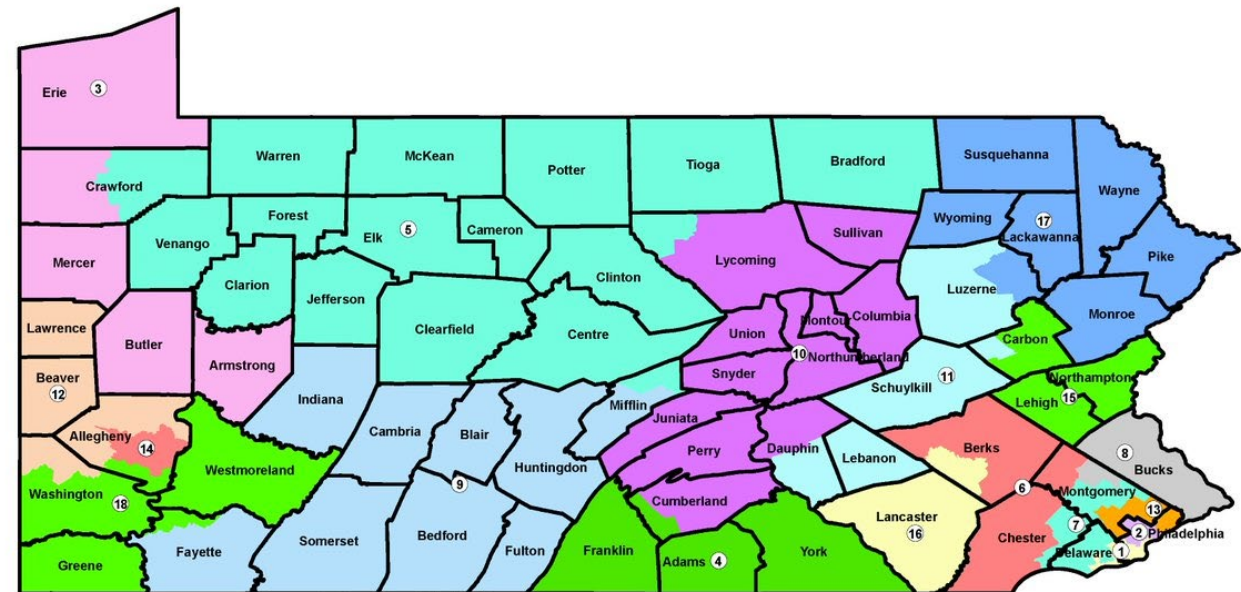 Erie
3
Crawford
Warren
McKean
Potter
Tioga
Bradford
Susquehanna
Wayne
Forest
Venango
Elk
5
Cameron
Clarion
Jefferson
Clinton
Clearfield
Centre
Lycoming
Sullivan
Wyoming
17
Lackawanna
Pike
Mercer
Lawrence
Butler
Armstrong
Union
Montour
Columbia
Luzerne
Monroe
Carbon
Beaver
12
Indiana
Snyder
10
Northumberland
Schuylkill
11
Northampton
Lehigh
15
Allegheny
14
Westmoreland
Cambria
Blair
Mifflin
Huntingdon
Juniata
Perry
Dauphin
Lebanon
Berks
8
Bucks
Washington
18
9
Cumberland
Lancaster
16
6
Montgomery
13
Greene
Fayette
Somerset
Bedford
Fulton
Franklin
Adams
4
York
Chester
7
Delaware
2
Philadelphia
1